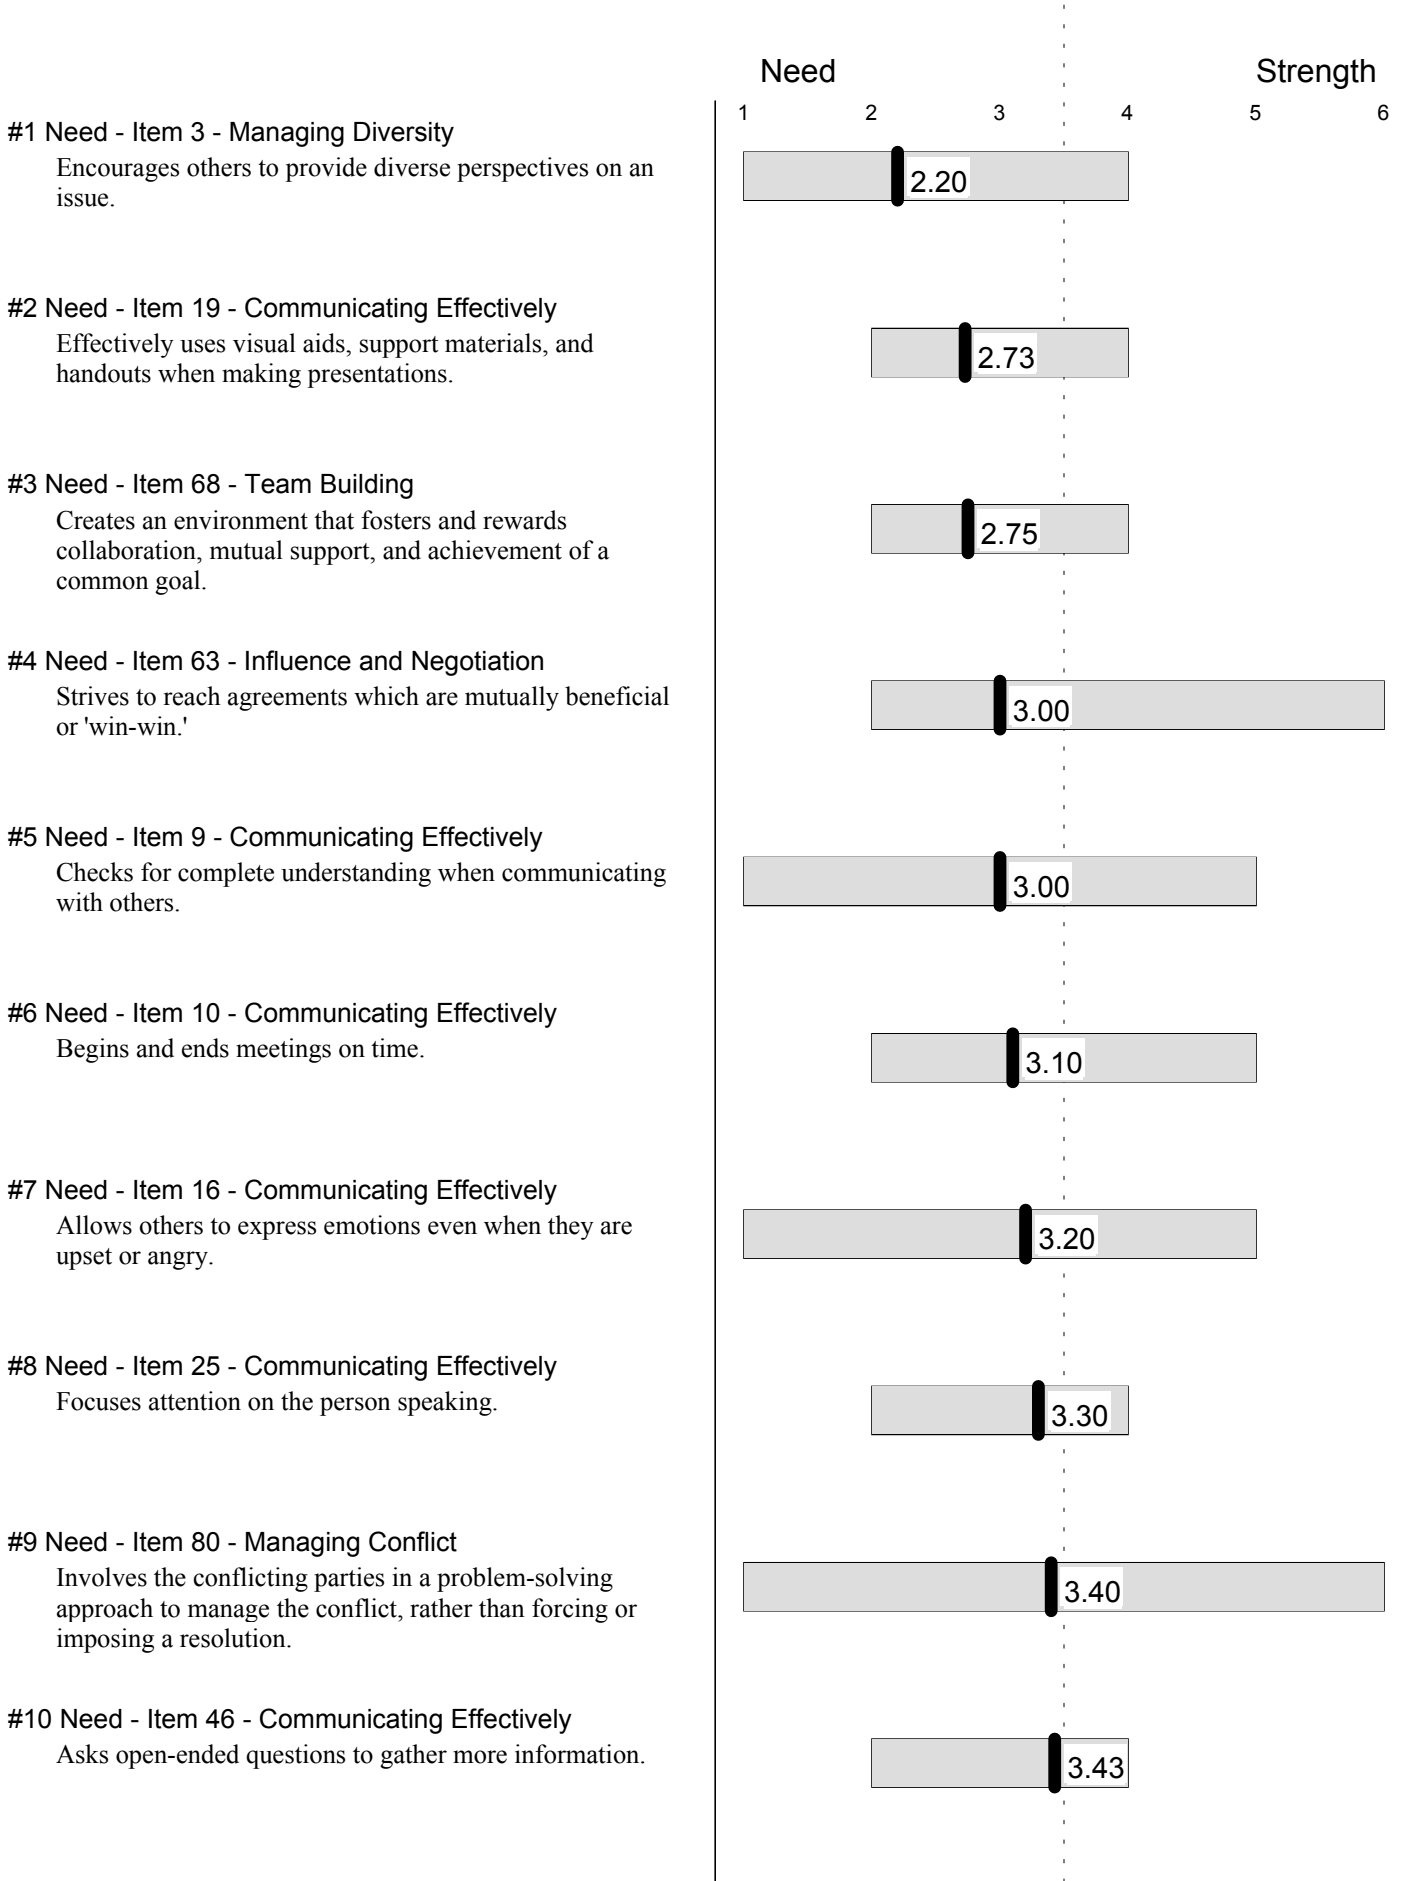 Need Strength
1 2 3 4 5 6
#1 Need - Item 3 - Managing Diversity
Encourages others to provide diverse perspectives on an
issue.
2.20
#2 Need - Item 19 - Communicating Effectively
Effectively uses visual aids, support materials, and
handouts when making presentations.
2.73
#3 Need - Item 68 - Team Building
Creates an environment that fosters and rewards
collaboration, mutual support, and achievement of a
common goal.
2.75
#4 Need - Item 63 - Influence and Negotiation
Strives to reach agreements which are mutually beneficial
or 'win-win.'
3.00
#5 Need - Item 9 - Communicating Effectively
Checks for complete understanding when communicating
with others.
3.00
#6 Need - Item 10 - Communicating Effectively
Begins and ends meetings on time.
3.10
#7 Need - Item 16 - Communicating Effectively
Allows others to express emotions even when they are
upset or angry.
3.20
#8 Need - Item 25 - Communicating Effectively
Focuses attention on the person speaking.
3.30
#9 Need - Item 80 - Managing Conflict
Involves the conflicting parties in a problem-solving
approach to manage the conflict, rather than forcing or
imposing a resolution.
3.40
#10 Need - Item 46 - Communicating Effectively
Asks open-ended questions to gather more information.
3.43